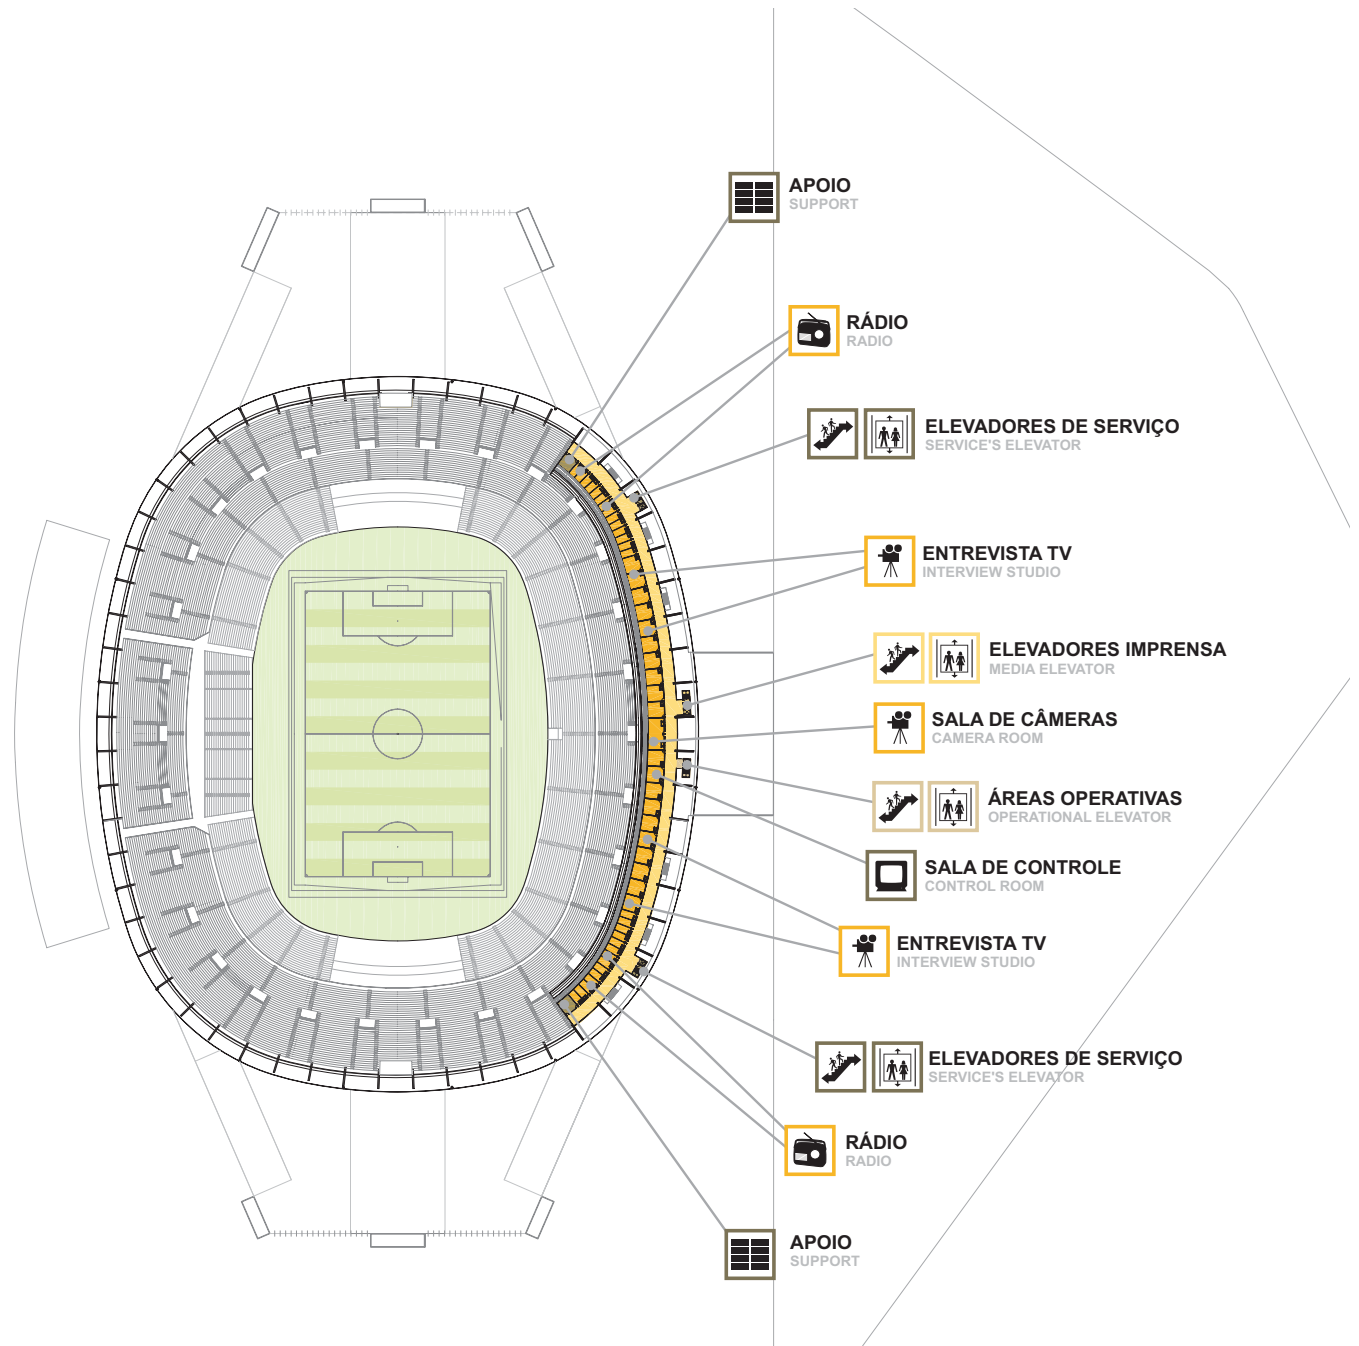 APOIO
SUPPORT
RÁDIO
RADIO
ELEVADORES DE SERVIÇO
SERVICE'S ELEVATOR
ENTREVISTA TV
INTERVIEW STUDIO
ELEVADORES IMPRENSA
MEDIA ELEVATOR
SALA DE CÂMERAS
CAMERA ROOM
ÁREAS OPERATIVAS
OPERATIONAL ELEVATOR
SALA DE CONTROLE
CONTROL ROOM
ENTREVISTA TV
INTERVIEW STUDIO
ELEVADORES DE SERVIÇO
SERVICE'S ELEVATOR
RÁDIO
RADIO
APOIO
SUPPORT